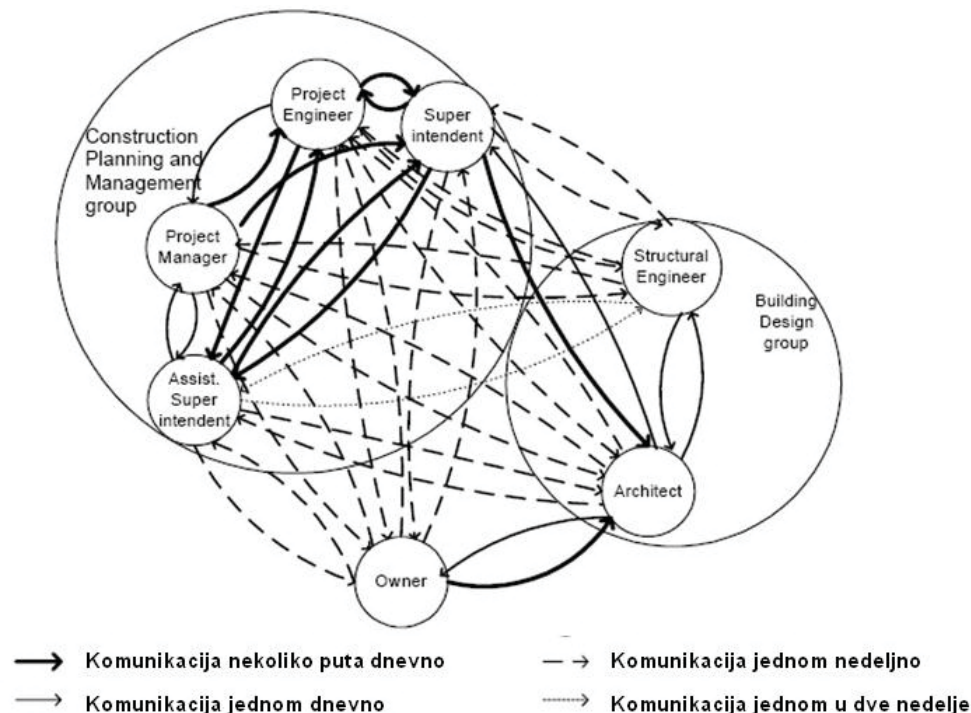 Project
Engineer
Super
intendent
Construction
Planning and
Management
group
Project
Manager
Structural
Engineer
Building
Design
group
Assist.
Super
intendent
Architect
Owner
Komunikacija nekoliko puta dnevno
Komunikacija jednom nedeljno
Komunikacija jednom dnevno
Komunikacija jednom u dve nedelje